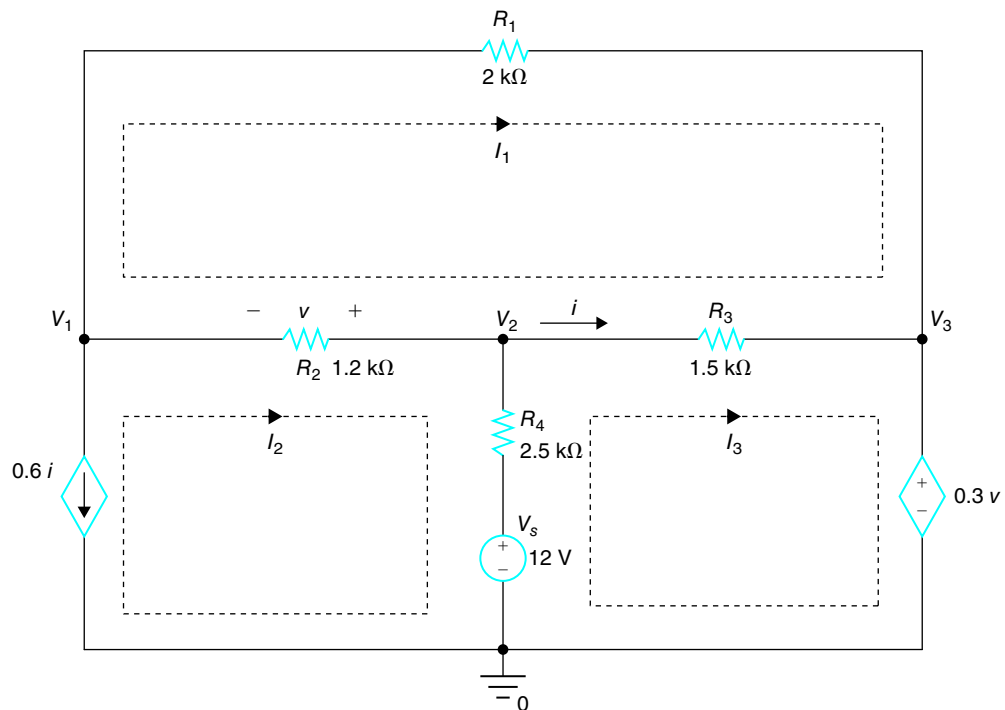 R1
2 kΩ
I1
V1
− v +
V2
i
R3
V3
R2 1.2 kΩ
1.5 kΩ
I2
R4
2.5 kΩ
I3
0.6 i
+
−
0.3 v
Vs
+
−
12 V
0